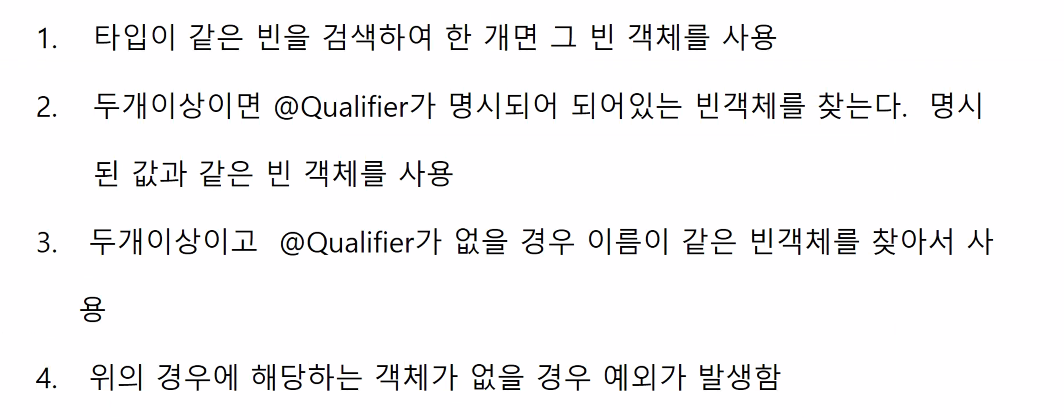 1. 타입이 같은 빈을 검색하여 한 개면 그 빈 객체를 사용
2. 두개이상이면 @Qualifier가 명시되어 되어있는 빈객체를 찾는다. 명시
된 값과 같은 빈 객체를 사용
3. 두개이상이고 @Qualifier가 없을 경우 이름이 같은 빈객체를 찾아서 사
용
4. 위의 경우에 해당하는 객체가 없을 경우 예외가 발생함